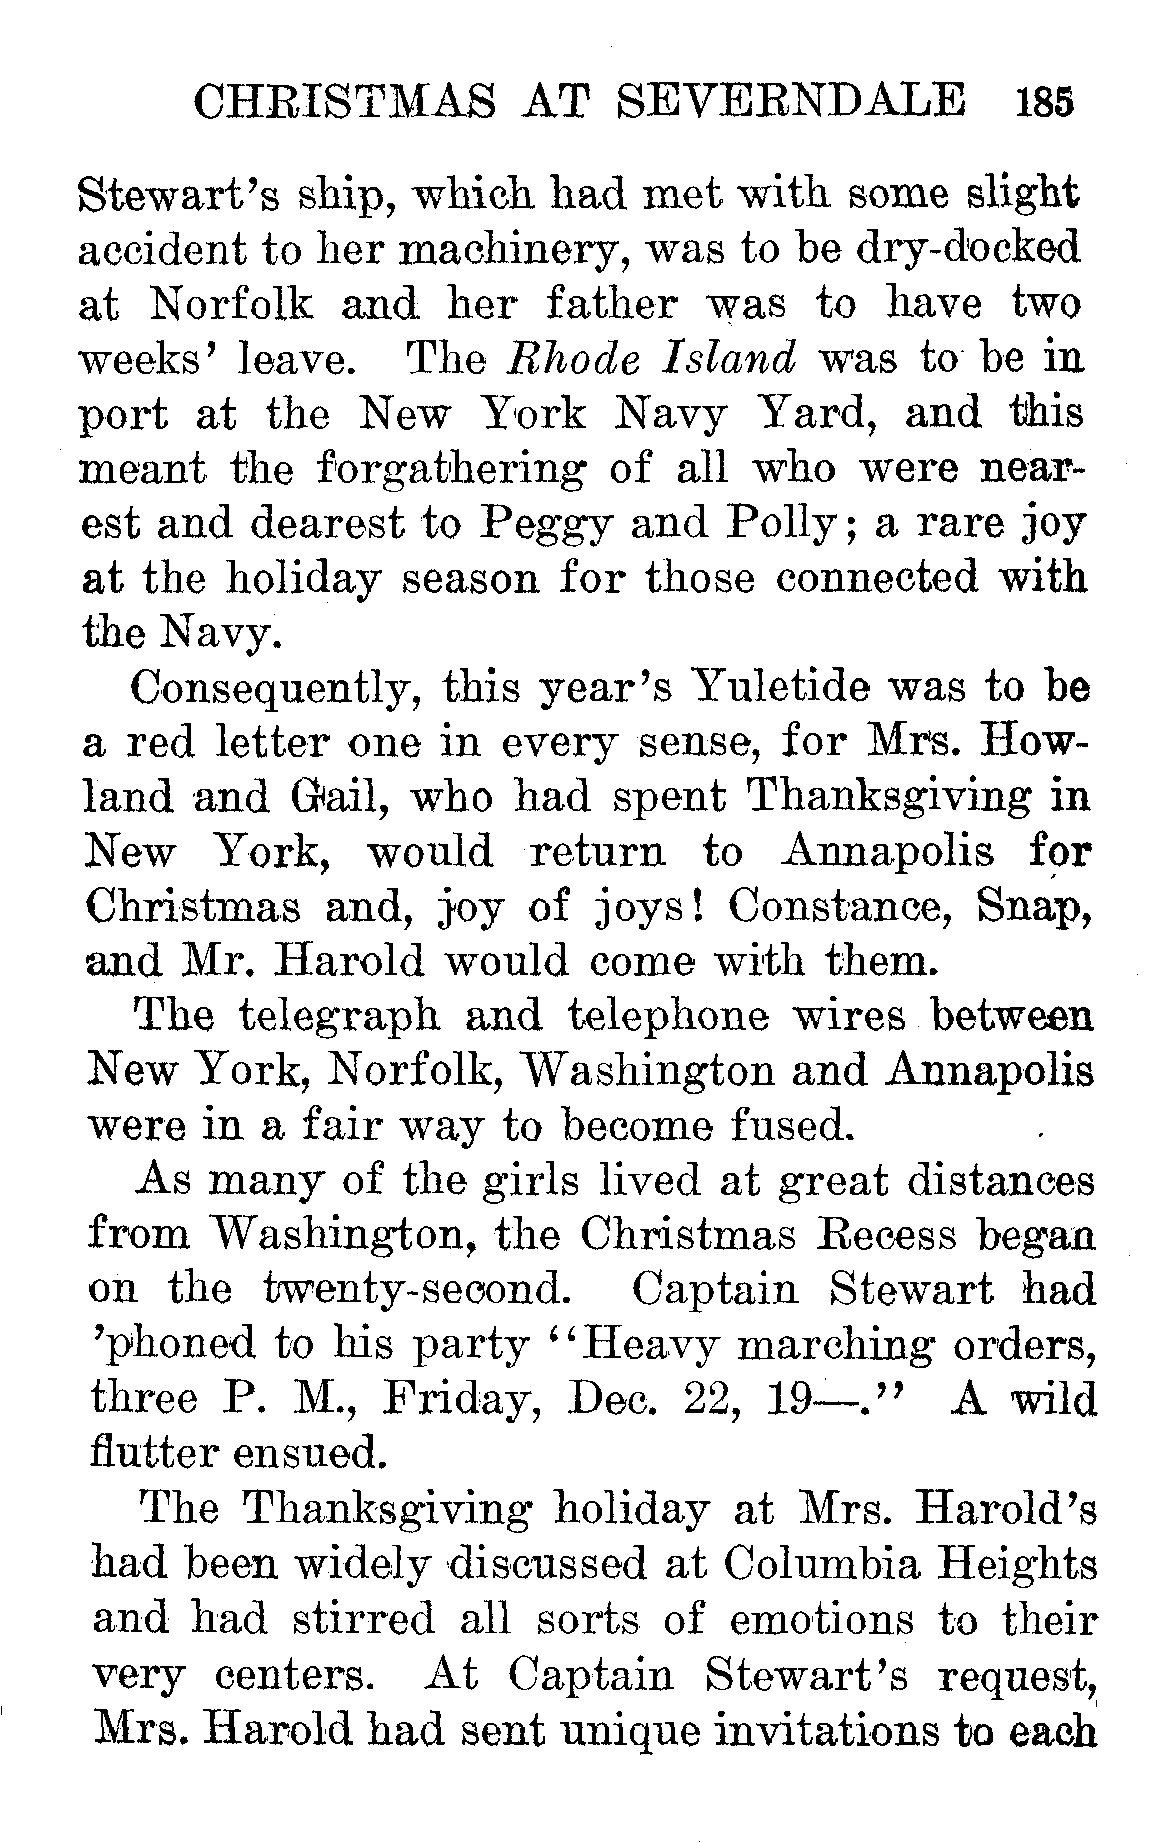 CHRISTMAS AT SEVERNDALE 185
Stewart's ship, which had met with some slight
accident to her machinery, was to be dry-docked
at Norfolk and her father was to have two
weeks' leave. The Rhode Island was to be in
port at the New York Navy Yard, and this
meant the forgathering of all who were near-
est and dearest to Peggy and Polly; a rare joy
at the holiday season for those connected with
the Navy.
Consequently, this year's Yuletide was to be
a red letter one in every sense, for Mrs. How-
land and Gail, who had spent Thanksgiving in
New York, would return to Annapolis for
Christmas and, joy of joys! Constance, Snap,
and Mr. Harold would come with them.
The telegraph and telephone wires between
New York, Norfolk, Washington and Annapolis
were in a fair way to become fused.
As many of the girls lived at great distances
from Washington, the Christmas Recess began
on the twenty-second. Captain Stewart had
'phoned to his party "Heavy marching orders,
three P. M., Friday, Dec. 22, 19—." A wild
flutter ensued.
The Thanksgiving holiday at Mrs. Harold's
had been widely discussed at Columbia Heights
and had stirred all sorts of emotions to their
very centers. At Captain Stewart's request,
Mrs. Harold had sent unique invitations to each